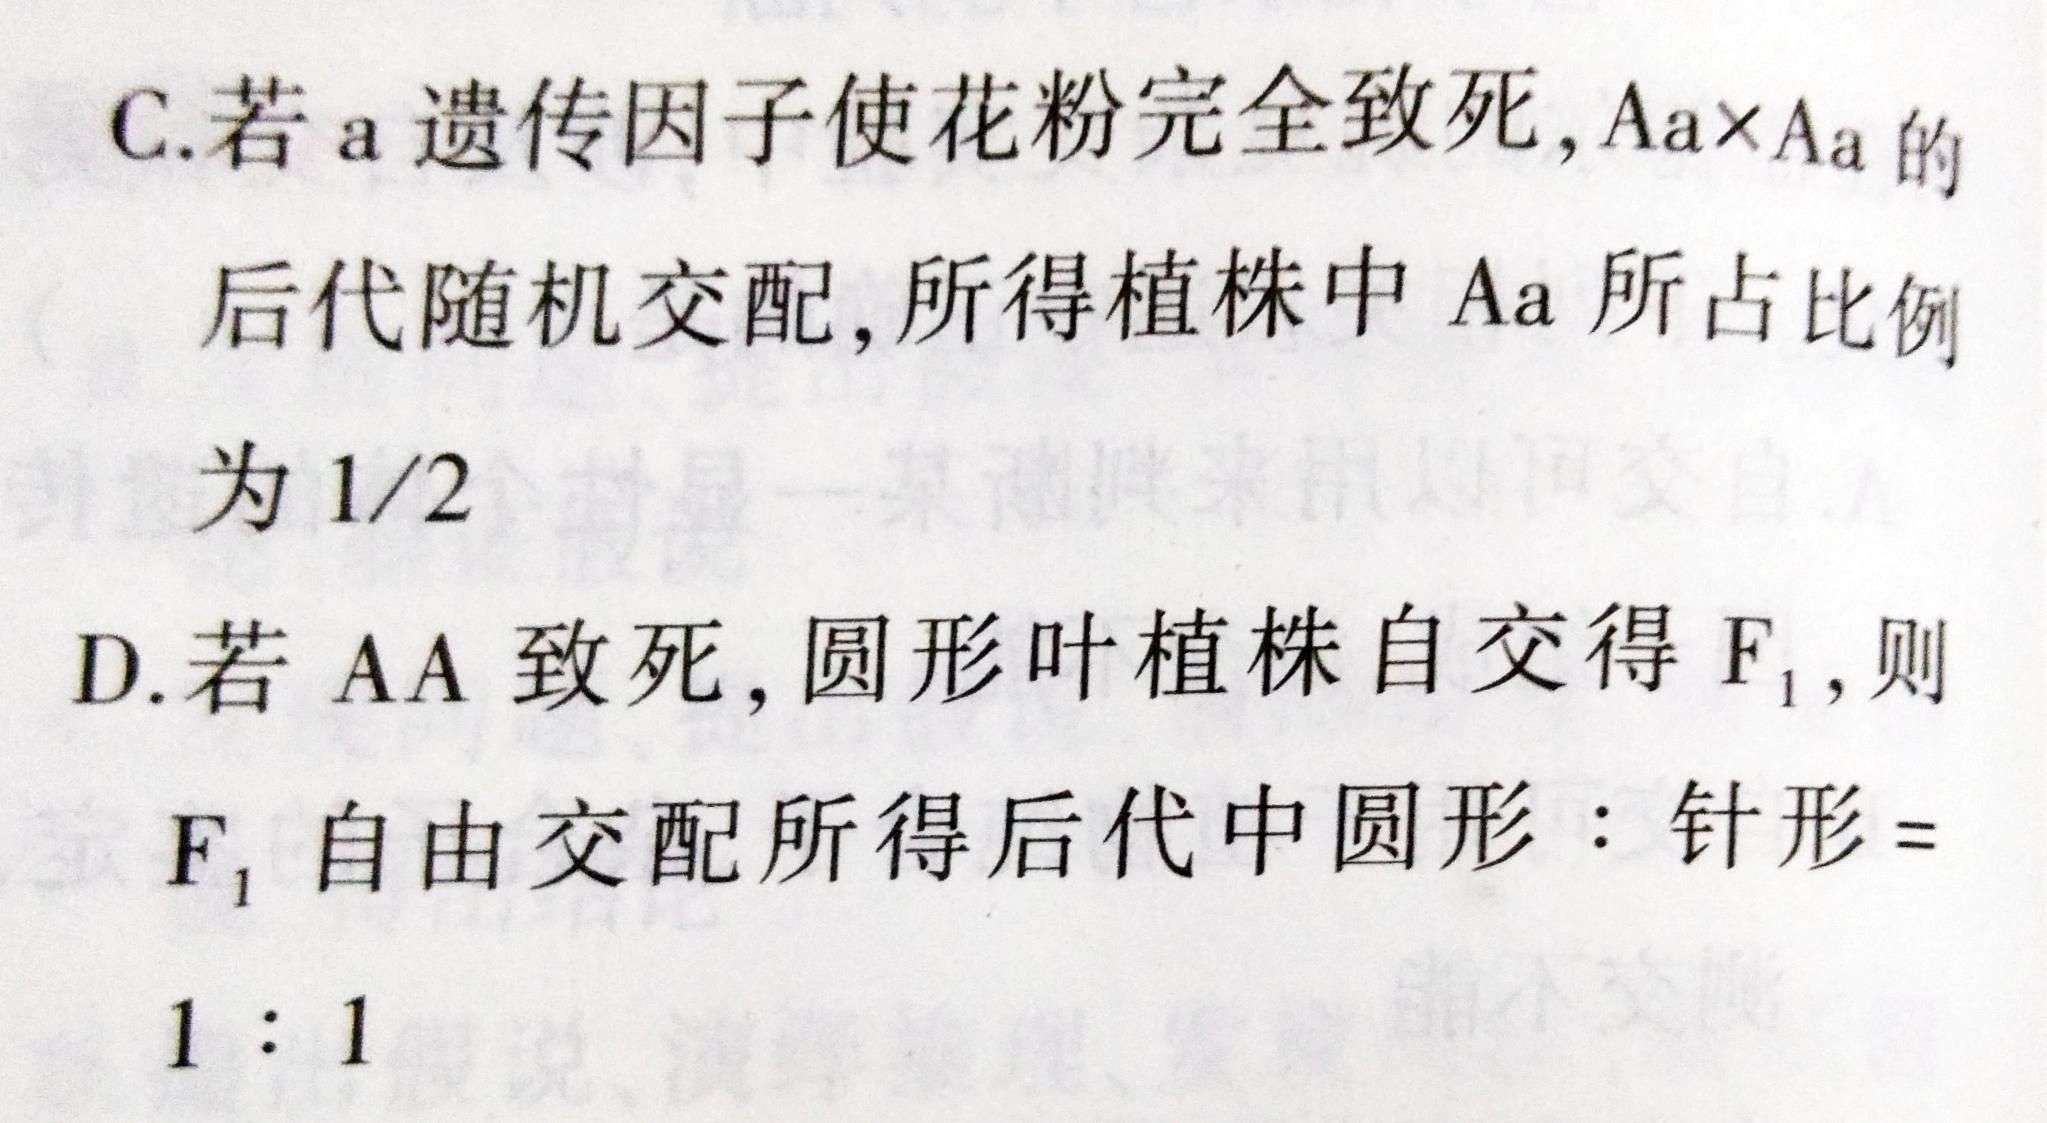 C.若 a 遗传因子使花粉完全致死,Aa×Aa 的
后代随机交配,所得植株中 Aa 所占比例
为 1/2
D.若 AA 致死,圆形叶植株自交得 F₁,则
F₁ 自由交配所得后代中圆形：针形=
1：1